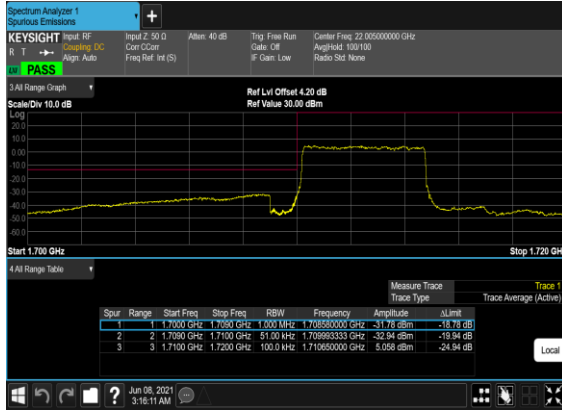 Spectrum Analyzer 1
Spurious Emissions
KEYSIGHT Input: RF Input Z: 50 Ω Atten: 40 dB Trig: Free Run Center Freq: 22.005000000 GHz
R T Coupling: DC Corr CCorr Gate: Off Avg|Hold: 100/100
Align: Auto Freq Ref: Int (S) IF Gain: Low Radio Std: None
PASS
3 All Range Graph
Ref Lvl Offset 4.20 dB
Scale/Div 10.0 dB Ref Value 30.00 dBm
Log
20.0
10.0
0.00
-10.0
-20.0
-30.0
-40.0
-50.0
-60.0
Start 1.700 GHz Stop 1.720 GH
4 All Range Table
Measure Trace Trace 1
Trace Type Trace Average (Active)
Spur Range Start Freq Stop Freq RBW Frequency Amplitude ΔLimit
1 1 1.7000 GHz 1.7090 GHz 1.000 MHz 1.708580000 GHz -31.78 dBm -18.78 dB
2 2 1.7090 GHz 1.7100 GHz 51.00 kHz 1.709993333 GHz -32.94 dBm -19.94 dB
3 3 1.7100 GHz 1.7200 GHz 100.0 kHz 1.710650000 GHz 5.058 dBm -24.94 dB
Local
Jun 08, 2021
3:16:11 AM